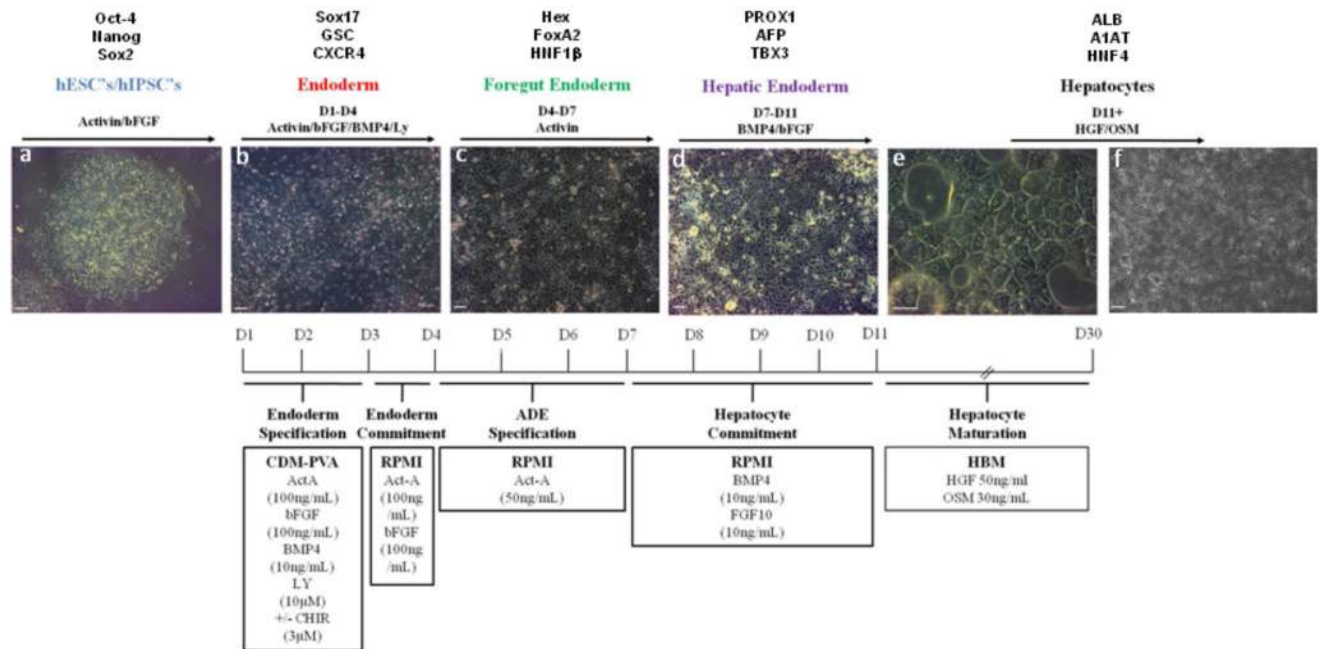 Oct-4
Nanog
Sox2
Sox17
GSC
CXCR4
Hex
FoxA2
HNF1β
PROX1
AFP
TBX3
ALB
A1AT
HNF4
hESC"s/hIPSC"s
Endoderm
Foregut Endoderm
Hepatic Endoderm
Hepatocytes
Activin/bFGF
D1-D4
Activin/bFGF/BMP4/Ly
D4-D7
Activin
D7-D11
BMP4/bFGF
D11+
HGF/OSM
a
b
c
d
e
f
D1
D2
D3
D4
D5
D6
D7
D8
D9
D10
D11
D30
Endoderm
Specification
CDM-PVA
ActA
(100ng/mL)
bFGF
(100ng/mL)
BMP4
(10ng/mL)
LY
(10µM)
+/- CHIR
(3µM)
Endoderm
Commitment
RPMI
Act-A
(100ng
/mL)
bFGF
(100ng
/mL)
ADE
Specification
RPMI
Act-A
(50ng/mL)
Hepatocyte
Commitment
RPMI
BMP4
(10ng/mL)
FGF10
(10ng/mL)
Hepatocyte
Maturation
HBM
HGF 50ng/ml
OSM 30ng/mL